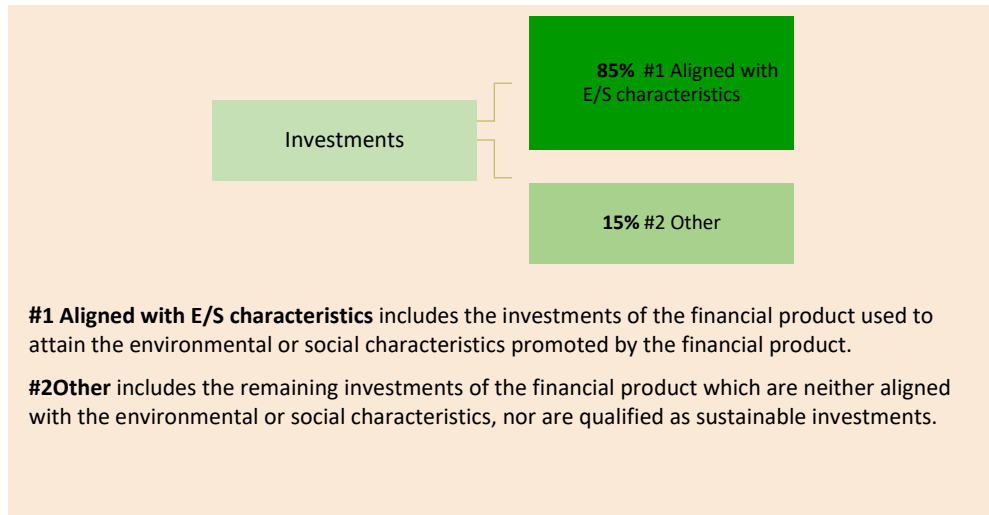 85% #1 Aligned with
E/S characteristics
Investments
15% #2 Other
#1 Aligned with E/S characteristics includes the investments of the financial product used to
attain the environmental or social characteristics promoted by the financial product.
#2Other includes the remaining investments of the financial product which are neither aligned
with the environmental or social characteristics, nor are qualified as sustainable investments.